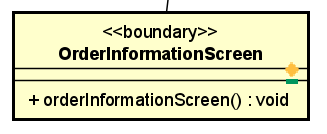 <<boundary>>
OrderInformationScreen
+ orderInformationScreen() : void